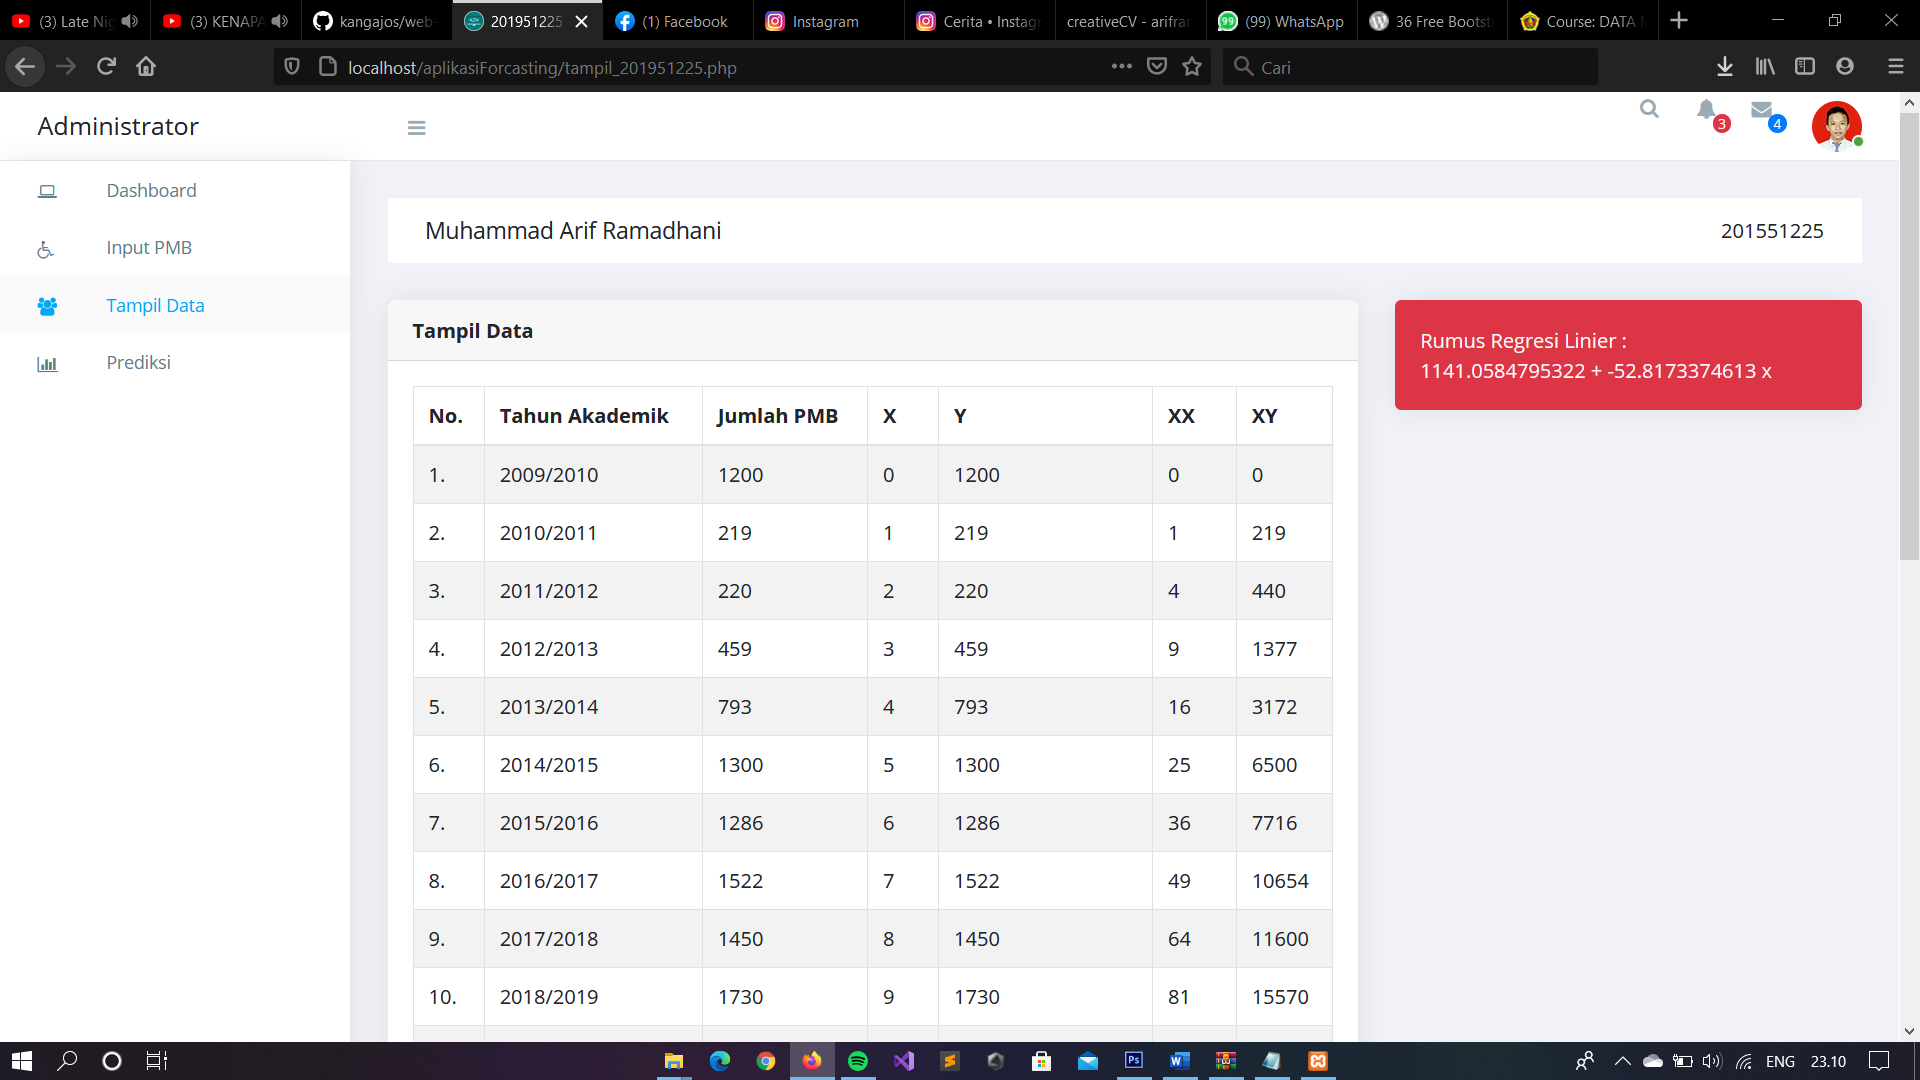 (3) Late Nig
(3) KENAPA
kangajos/web-
201951225
(1) Facebook
Instagram
Cerita • Instagr
creativeCV - arifran
99
(99) WhatsApp
36 Free Bootst
Course: DATA
localhost/aplikasiForcasting/tampil_201951225.php
Cari
Administrator
3
4
Dashboard
Input PMB
Tampil Data
Prediksi
Muhammad Arif Ramadhani
201551225
Tampil Data
No. Tahun Akademik Jumlah PMB X Y XX XY
1. 2009/2010 1200 0 1200 0 0
2. 2010/2011 219 1 219 1 219
3. 2011/2012 220 2 220 4 440
4. 2012/2013 459 3 459 9 1377
5. 2013/2014 793 4 793 16 3172
6. 2014/2015 1300 5 1300 25 6500
7. 2015/2016 1286 6 1286 36 7716
8. 2016/2017 1522 7 1522 49 10654
9. 2017/2018 1450 8 1450 64 11600
10. 2018/2019 1730 9 1730 81 15570
Rumus Regresi Linier :
1141.0584795322 + -52.8173374613 x
Ps
W
ENG
23.10